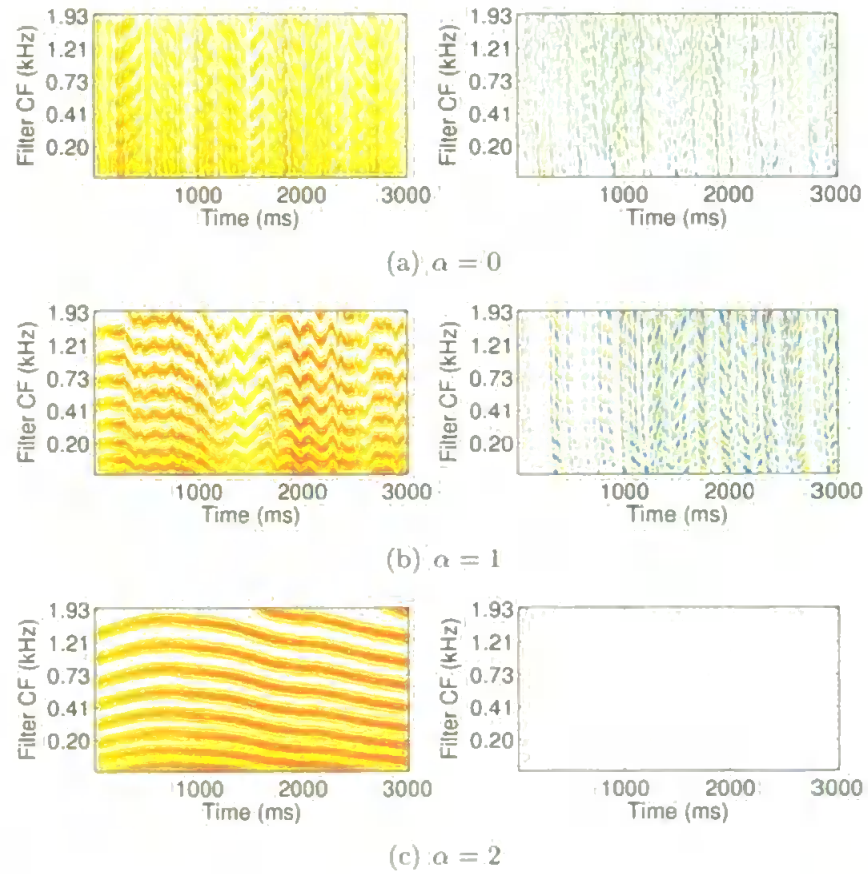 Filter CF (kHz)
1.93
1.21
0.73
0.41
0.20
1000 2000 3000
Time (ms)
Filter CF (kHz)
1.93
1.21
0.73
0.41
0.20
1000 2000 3000
Time (ms)
(a) α = 0
Filter CF (kHz)
1.93
1.21
0.73
0.41
0.20
1000 2000 3000
Time (ms)
Filter CF (kHz)
1.93
1.21
0.73
0.41
0.20
1000 2000 3000
Time (ms)
(b) α = 1
Filter CF (kHz)
1.93
1.21
0.73
0.41
0.20
1000 2000 3000
Time (ms)
Filter CF (kHz)
1.93
1.21
0.73
0.41
0.20
1000 2000 3000
Time (ms)
(c) α = 2